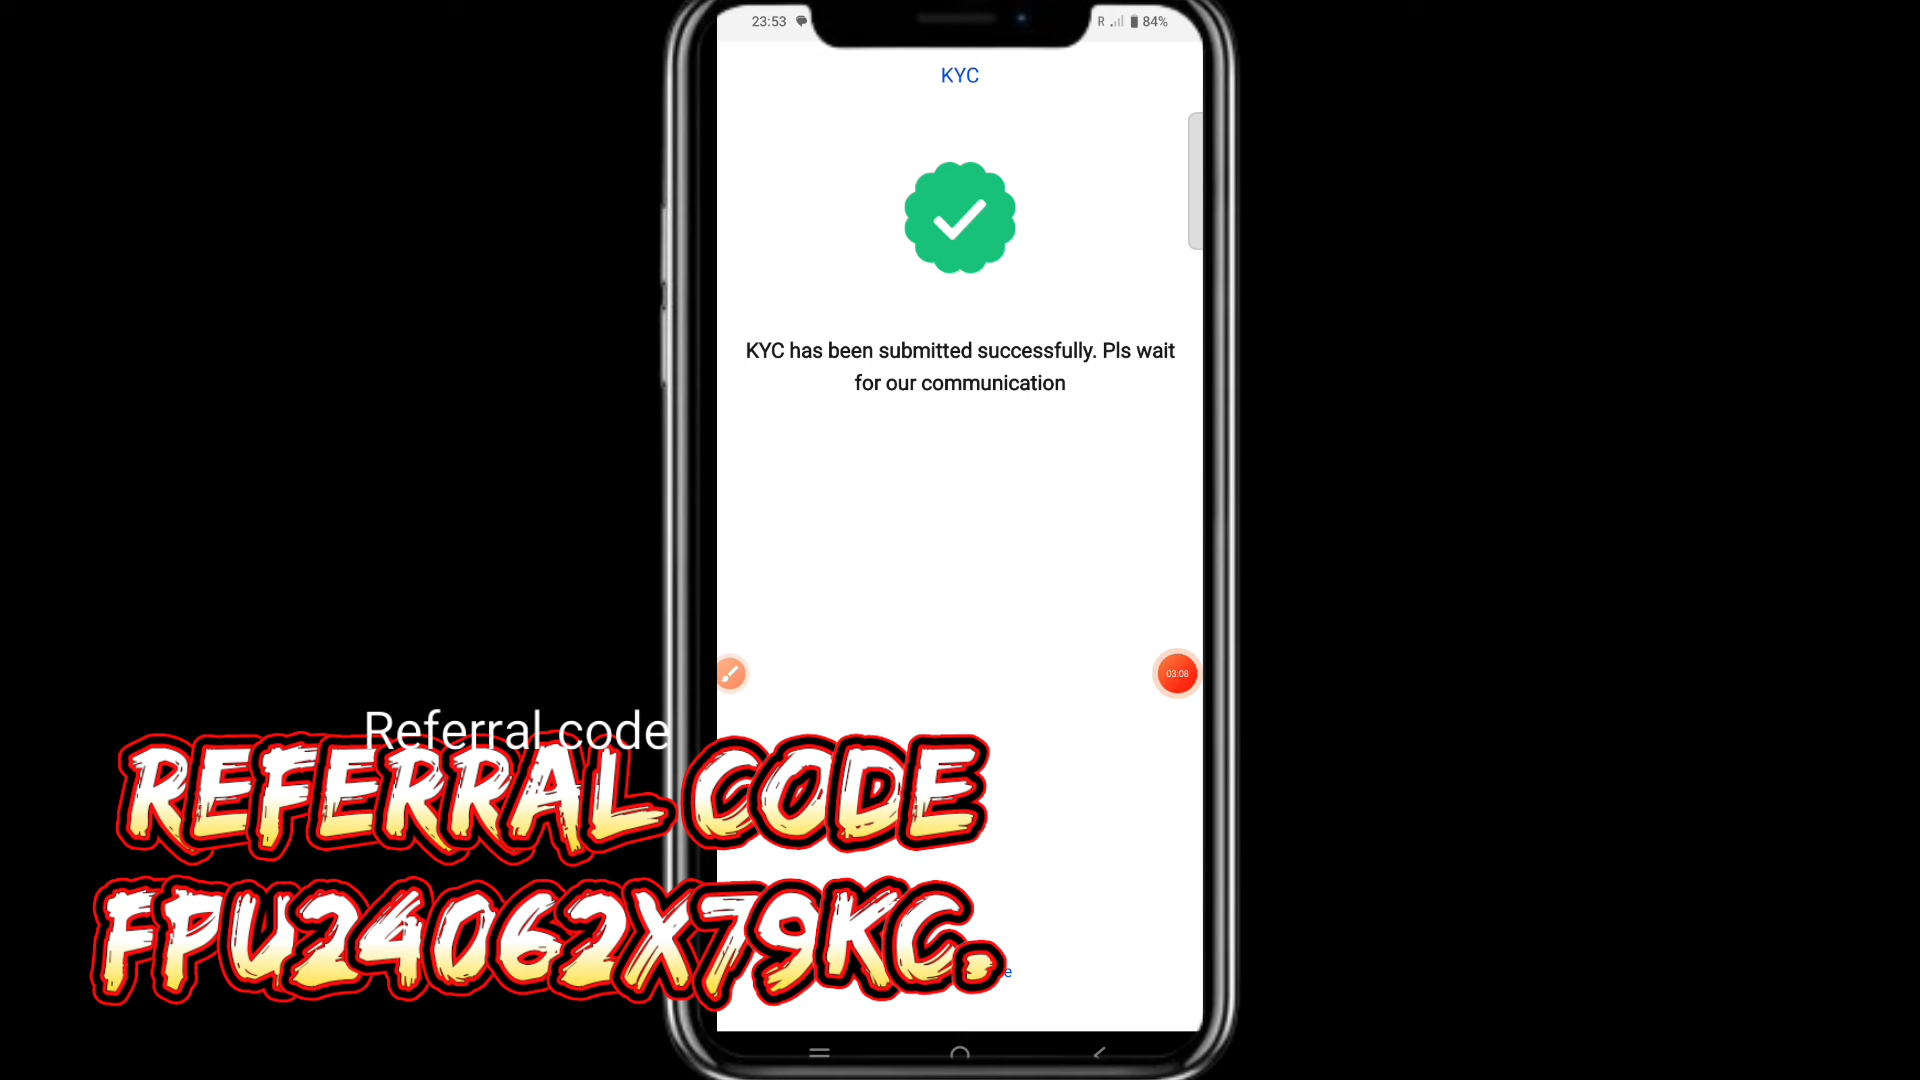 23:53
R 84%
KYC
KYC has been submitted successfully. Pls wait
for our communication
03:08
Referral code
REFERRAL CODE
FPU24062X79KC.